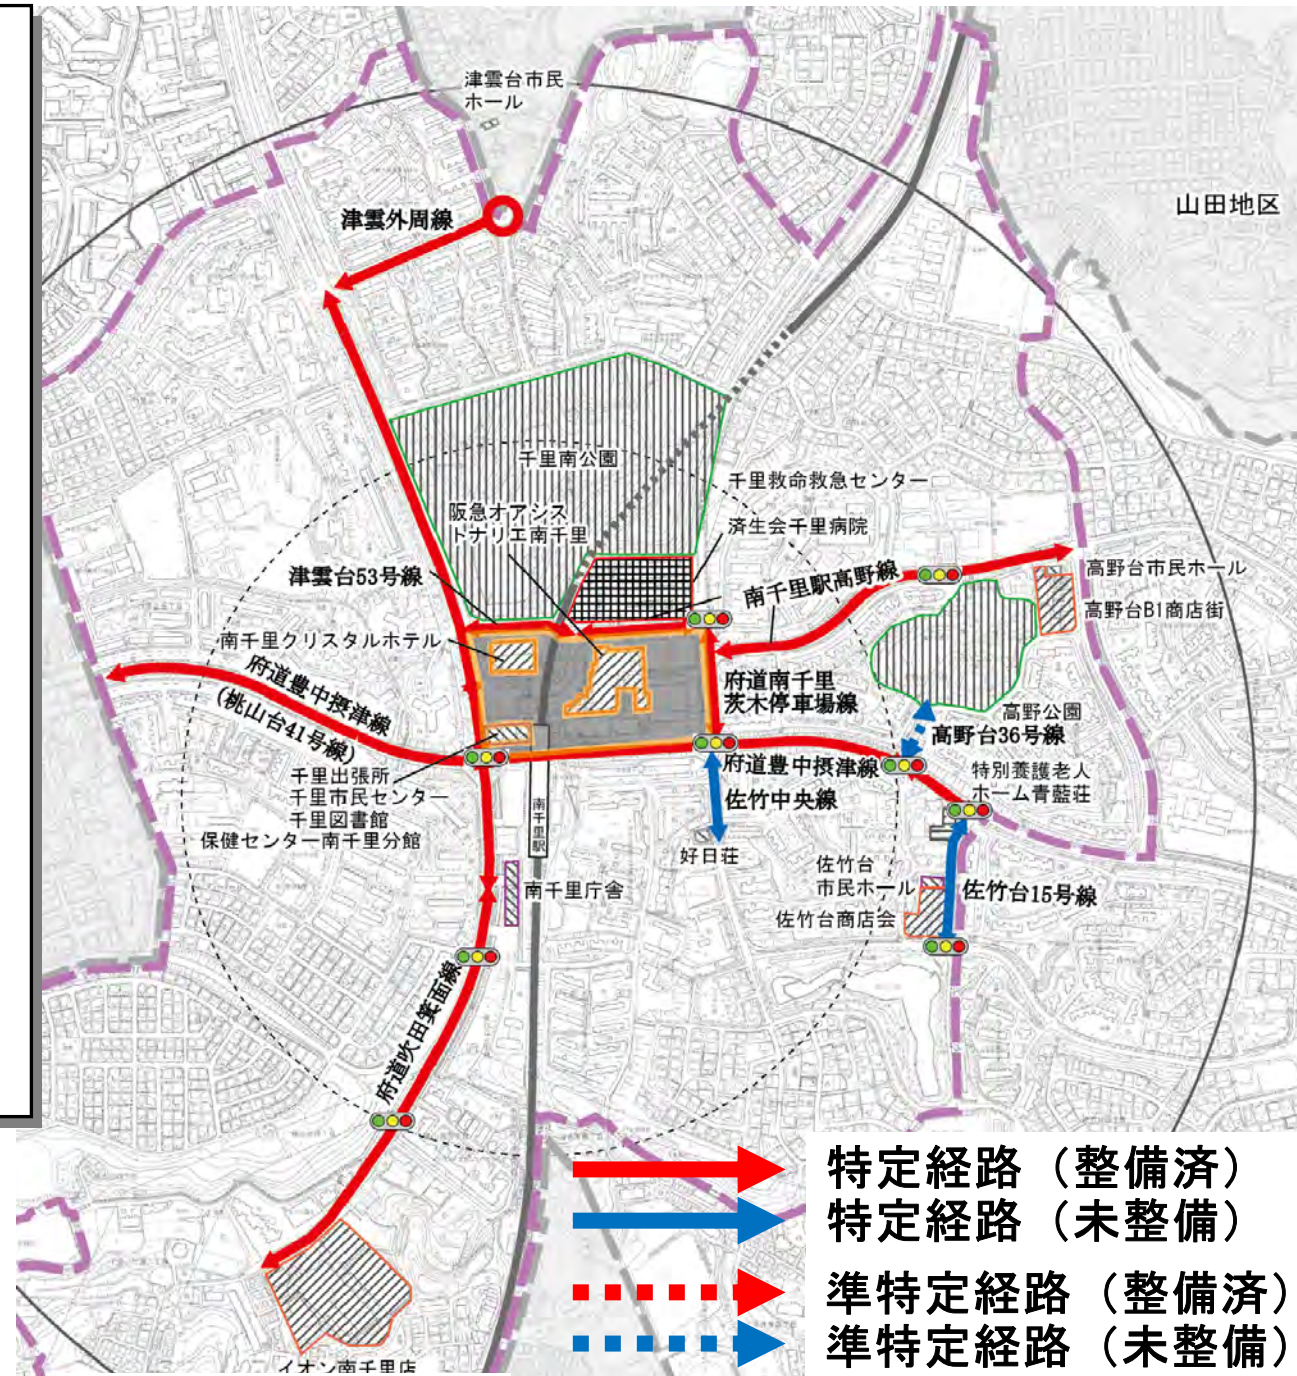 津雲台市民
ホール
山田地区
津雲外周線
千里南公園
千里救命救急センター
阪急オアシス
トナリエ南千里
済生会千里病院
津雲台53号線
南千里駅高野線
高野台市民ホール
高野台B1商店街
南千里クリスタルホテル
府道豊中摂津線
(桃山台41号線)
府道南千里
茨木停車場線
高野公園
高野台36号線
府道豊中摂津線
特別養護老人
ホーム青藍荘
千里出張所
千里市民センター
千里図書館
保健センター南千里分館
佐竹中央線
南千里駅
好日荘
佐竹台
市民ホール
佐竹台15号線
南千里庁舎
佐竹台商店会
府道吹田箕面線
イオン南千里店
特定経路（整備済）
特定経路（未整備）
準特定経路（整備済）
準特定経路（未整備）